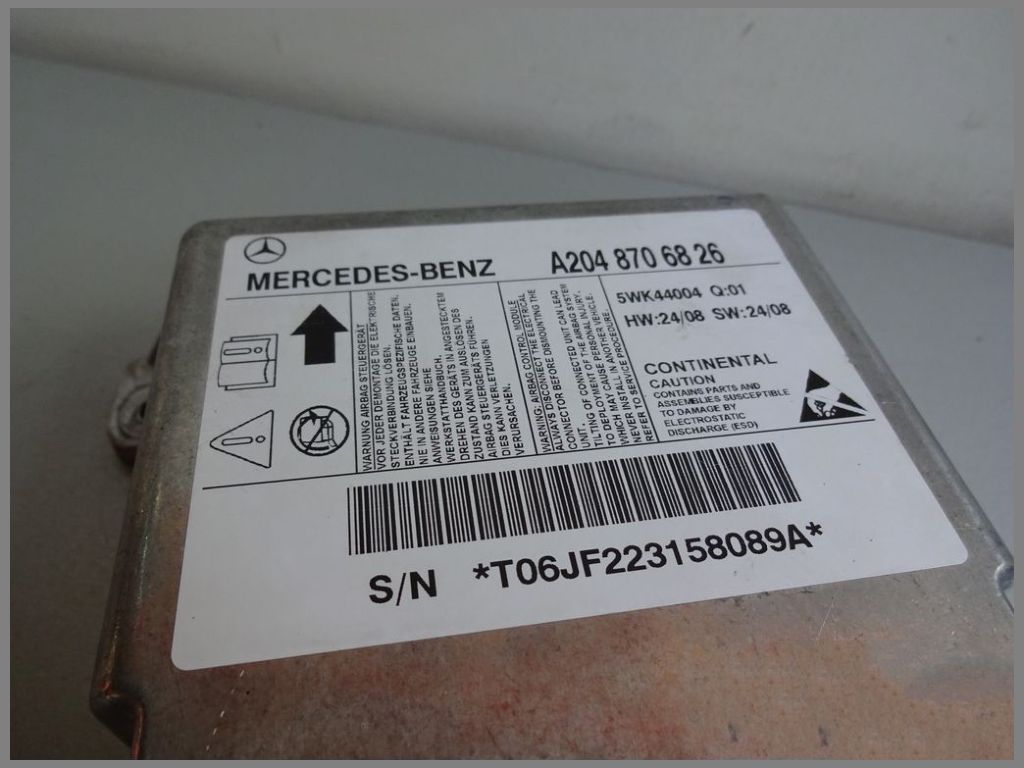 MERCEDES-BENZ
A204 870 68 26
WARNUNG AIRBAG STEUERGERÄT
VOR JEDER DEMONTAGE DIE ELEKTRISCHE
STECKVERBINDUNG LÖSEN.
ENTHÄLT FAHRZEUGSPEZIFISCHE DATEN,
NIE IN ANDERE FAHRZEUGE EINBAUEN.
ANWEISUNGEN SIEHE
WERKSTATTHANDBUCH.
DREHEN DES GERÄTS IN ANGESTECKTEM
ZUSTAND KANN ZUM AUSLÖSEN DES
AIRBAG STEUERGERÄTS FÜHREN.
DIES KANN VERLETZUNGEN
VERURSACHEN.
WARNING: AIRBAG CONTROL MODULE
ALWAYS DISCONNECT THE ELECTRICAL
CONNECTOR BEFORE DISMOUNTING THE
UNIT.
TILTING OF CONNECTED UNIT CAN LEAD
TO DEPLOYMENT OF THE AIRBAG SYSTEM
WHICH MAY CAUSE PERSONAL INJURY.
NEVER INSTALL IN ANOTHER VEHICLE.
REFER TO SERVICE PROCEDURE.
5WK44004 Q:01
HW:24/08 SW:24/08
CONTINENTAL
CAUTION
CONTAINS PARTS AND
ASSEMBLIES SUSCEPTIBLE
TO DAMAGE BY
ELECTROSTATIC
DISCHARGE (ESD)
S/N *T06JF223158089A*